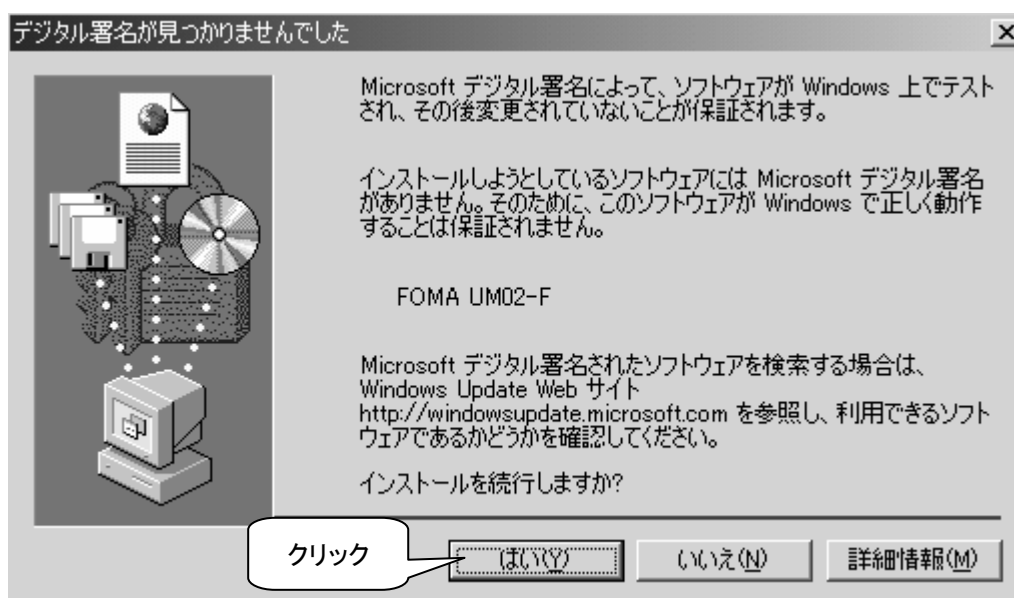 デジタル署名が見つかりませんでした
Microsoft デジタル署名によって、ソフトウェアが Windows 上でテスト
され、その後変更されていないことが保証されます。
インストールしようとしているソフトウェアには Microsoft デジタル署名
がありません。そのために、このソフトウェアが Windows で正しく動作
することは保証されません。
FOMA UM02-F
Microsoft デジタル署名されたソフトウェアを検索する場合は、
Windows Update Web サイト
http://windowsupdate.microsoft.com を参照し、利用できるソフト
ウェアであるかどうかを確認してください。
インストールを続行しますか?
クリック
はい(Y)
いいえ(N)
詳細情報(M)